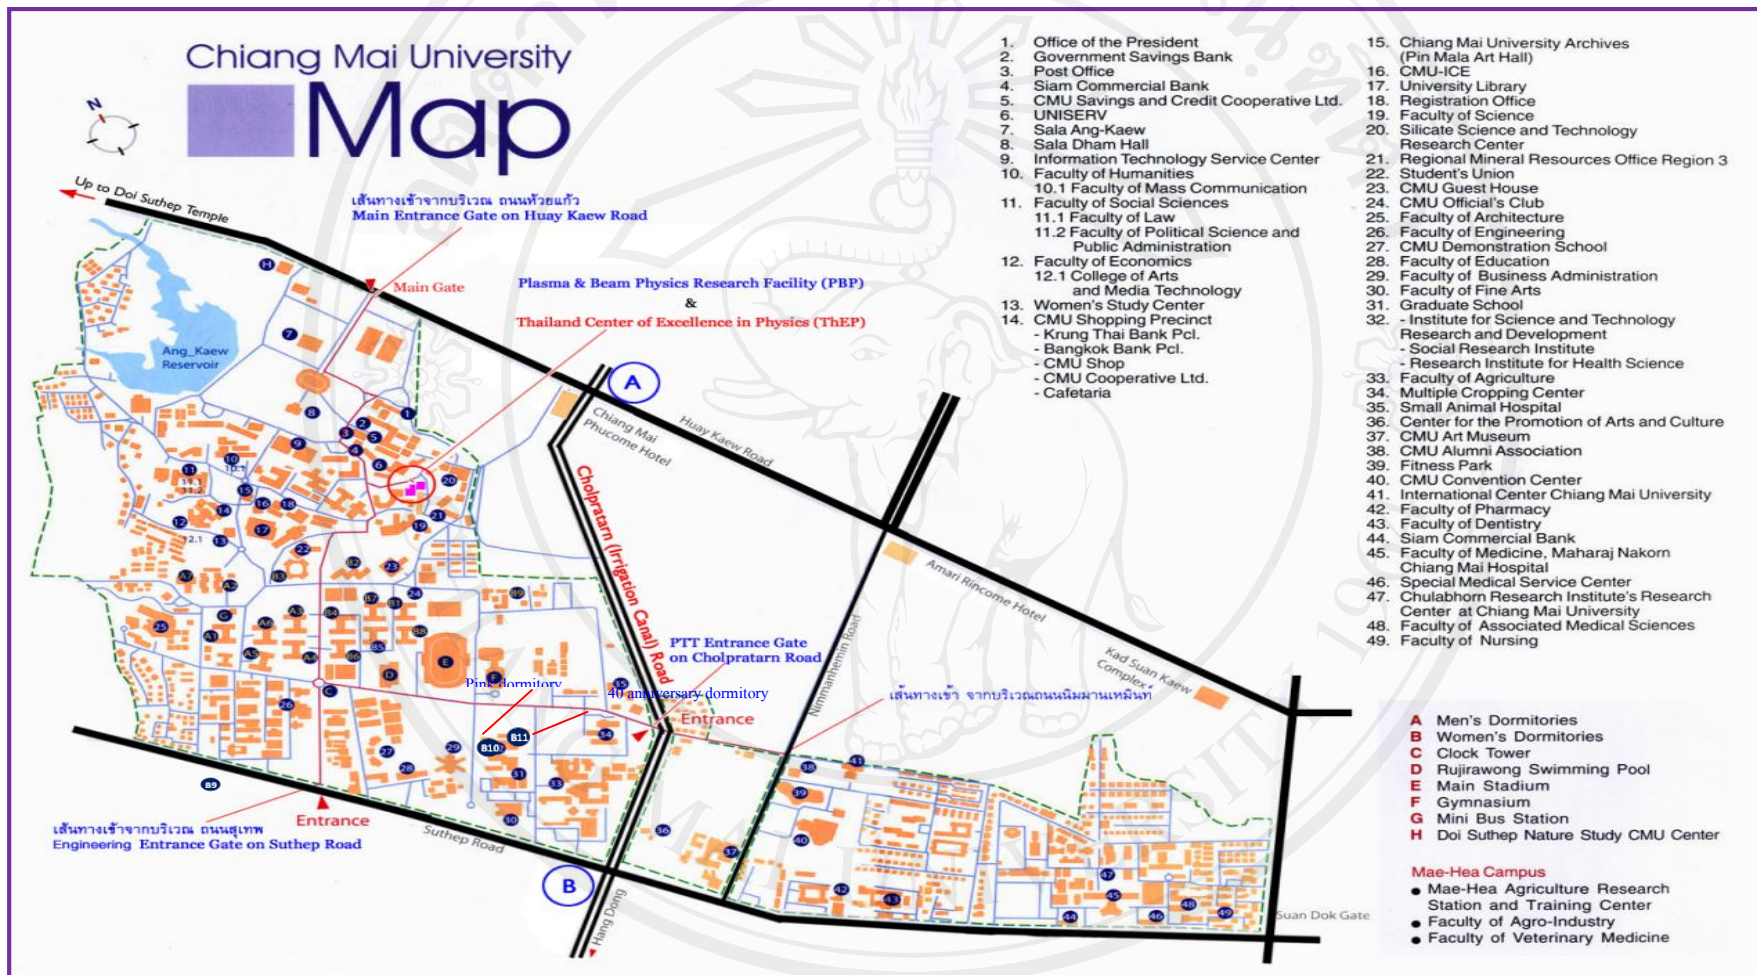 Chiang Mai University
Map
N
Up to Doi Suthep Temple
เส้นทางเข้าจากบริเวณ ถนนห้วยแก้ว
Main Entrance Gate on Huay Kaew Road
Main Gate
Plasma & Beam Physics Research Facility (PBP)
&
Thailand Center of Excellence in Physics (ThEP)
Ang_Kaew
Reservoir
A
Chiang Mai
Phucome Hotel
Huay Kaew Road
Cholpratarn (Irrigation Canal) Road
Amari Rincome Hotel
Nimmanhemin Road
Kad Suan Kaew
Complex
PTT Entrance Gate
on Cholpratarn Road
Pink dormitory
40 anniversary dormitory
Entrance
เส้นทางเข้า จากบริเวณถนนนิมมานเหมินท์
B10
B11
B9
Entrance
เส้นทางเข้าจากบริเวณ ถนนสุเทพ
Engineering Entrance Gate on Suthep Road
Suthep Road
B
Hang Dong
Suan Dok Gate
1. Office of the President
2. Government Savings Bank
3. Post Office
4. Siam Commercial Bank
5. CMU Savings and Credit Cooperative Ltd.
6. UNISERV
7. Sala Ang-Kaew
8. Sala Dham Hall
9. Information Technology Service Center
10. Faculty of Humanities
10.1 Faculty of Mass Communication
11. Faculty of Social Sciences
11.1 Faculty of Law
11.2 Faculty of Political Science and
Public Administration
12. Faculty of Economics
12.1 College of Arts
and Media Technology
13. Women's Study Center
14. CMU Shopping Precinct
- Krung Thai Bank Pcl.
- Bangkok Bank Pcl.
- CMU Shop
- CMU Cooperative Ltd.
- Cafetaria
15. Chiang Mai University Archives
(Pin Mala Art Hall)
16. CMU-ICE
17. University Library
18. Registration Office
19. Faculty of Science
20. Silicate Science and Technology
Research Center
21. Regional Mineral Resources Office Region 3
22. Student's Union
23. CMU Guest House
24. CMU Official's Club
25. Faculty of Architecture
26. Faculty of Engineering
27. CMU Demonstration School
28. Faculty of Education
29. Faculty of Business Administration
30. Faculty of Fine Arts
31. Graduate School
32. - Institute for Science and Technology
Research and Development
- Social Research Institute
- Research Institute for Health Science
33. Faculty of Agriculture
34. Multiple Cropping Center
35. Small Animal Hospital
36. Center for the Promotion of Arts and Culture
37. CMU Art Museum
38. CMU Alumni Association
39. Fitness Park
40. CMU Convention Center
41. International Center Chiang Mai University
42. Faculty of Pharmacy
43. Faculty of Dentistry
44. Siam Commercial Bank
45. Faculty of Medicine, Maharaj Nakorn
Chiang Mai Hospital
46. Special Medical Service Center
47. Chulabhorn Research Institute's Research
Center at Chiang Mai University
48. Faculty of Associated Medical Sciences
49. Faculty of Nursing
A Men's Dormitories
B Women's Dormitories
C Clock Tower
D Rujirawong Swimming Pool
E Main Stadium
F Gymnasium
G Mini Bus Station
H Doi Suthep Nature Study CMU Center
Mae-Hea Campus
● Mae-Hea Agriculture Research
Station and Training Center
● Faculty of Agro-Industry
● Faculty of Veterinary Medicine